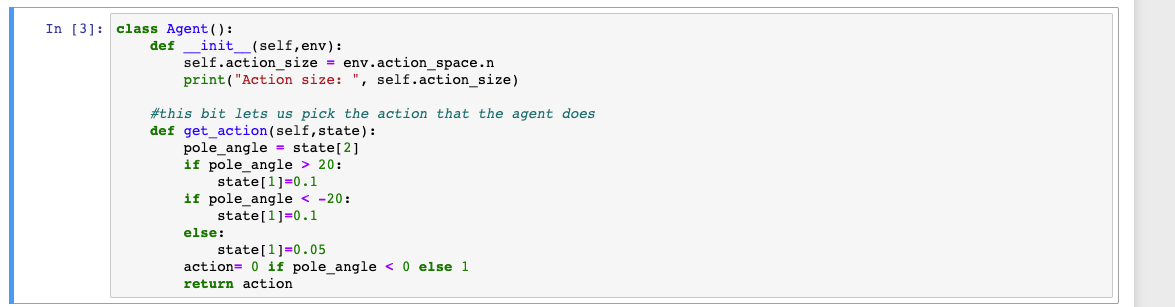 In [3]: class Agent():
    def __init__(self,env):
        self.action_size = env.action_space.n
        print("Action size: ", self.action_size)

    #this bit lets us pick the action that the agent does
    def get_action(self,state):
        pole_angle = state[2]
        if pole_angle > 20:
            state[1]=0.1
        if pole_angle < -20:
            state[1]=0.1
        else:
            state[1]=0.05
        action= 0 if pole_angle < 0 else 1
        return action